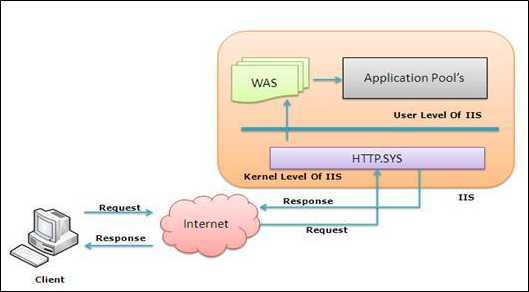 WAS
Application Pool's
User Level Of IIS
HTTP.SYS
Kernel Level Of IIS
IIS
Request
Response
Internet
Response
Request
Client